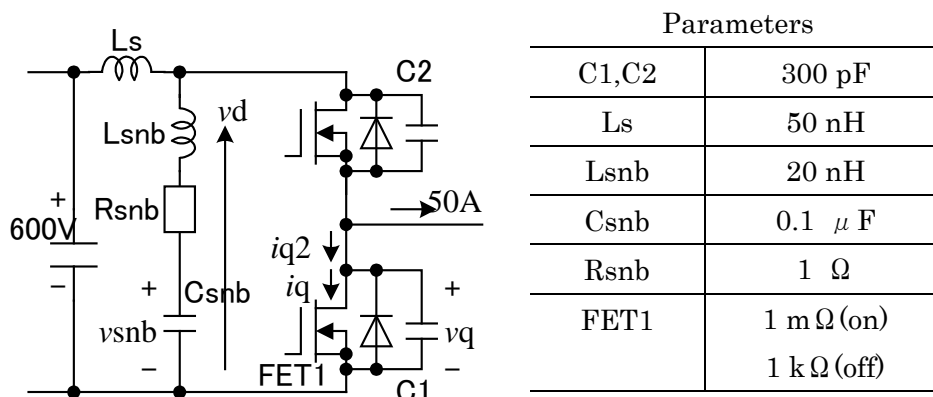 Ls
C2
vd
Lsnb
+
600V
−
Rsnb
50A
iq2
iq
+
Csnb
vsnb
−
+
vq
−
FET1
C1
Parameters
C1,C2 300 pF
Ls 50 nH
Lsnb 20 nH
Csnb 0.1 μF
Rsnb 1 Ω
FET1 1 mΩ(on)
1 kΩ(off)